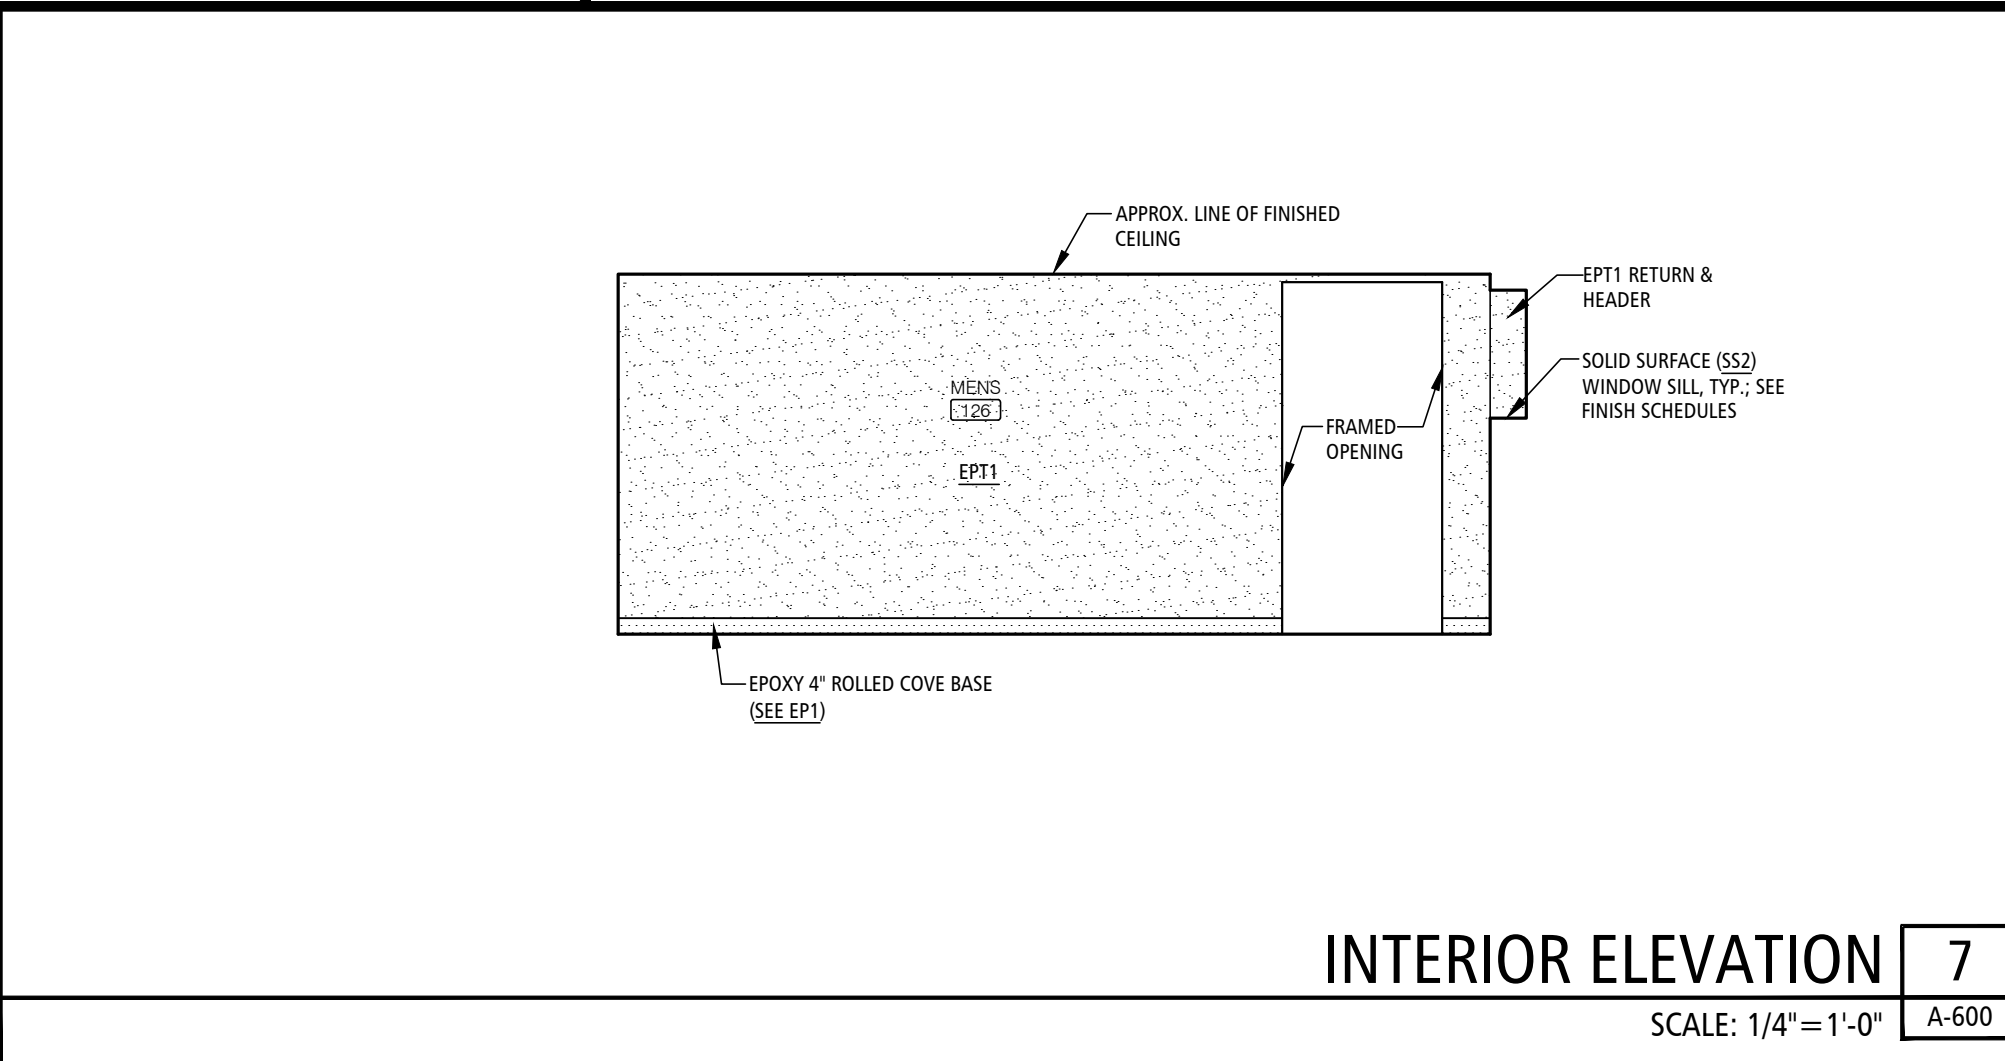 APPROX. LINE OF FINISHED
CEILING
EPT1 RETURN &
HEADER
SOLID SURFACE (SS2)
WINDOW SILL, TYP.; SEE
FINISH SCHEDULES
MENS
126
FRAMED
OPENING
EPT1
EPOXY 4" ROLLED COVE BASE
(SEE EP1)
INTERIOR ELEVATION
7
SCALE: 1/4"=1'-0"
A-600